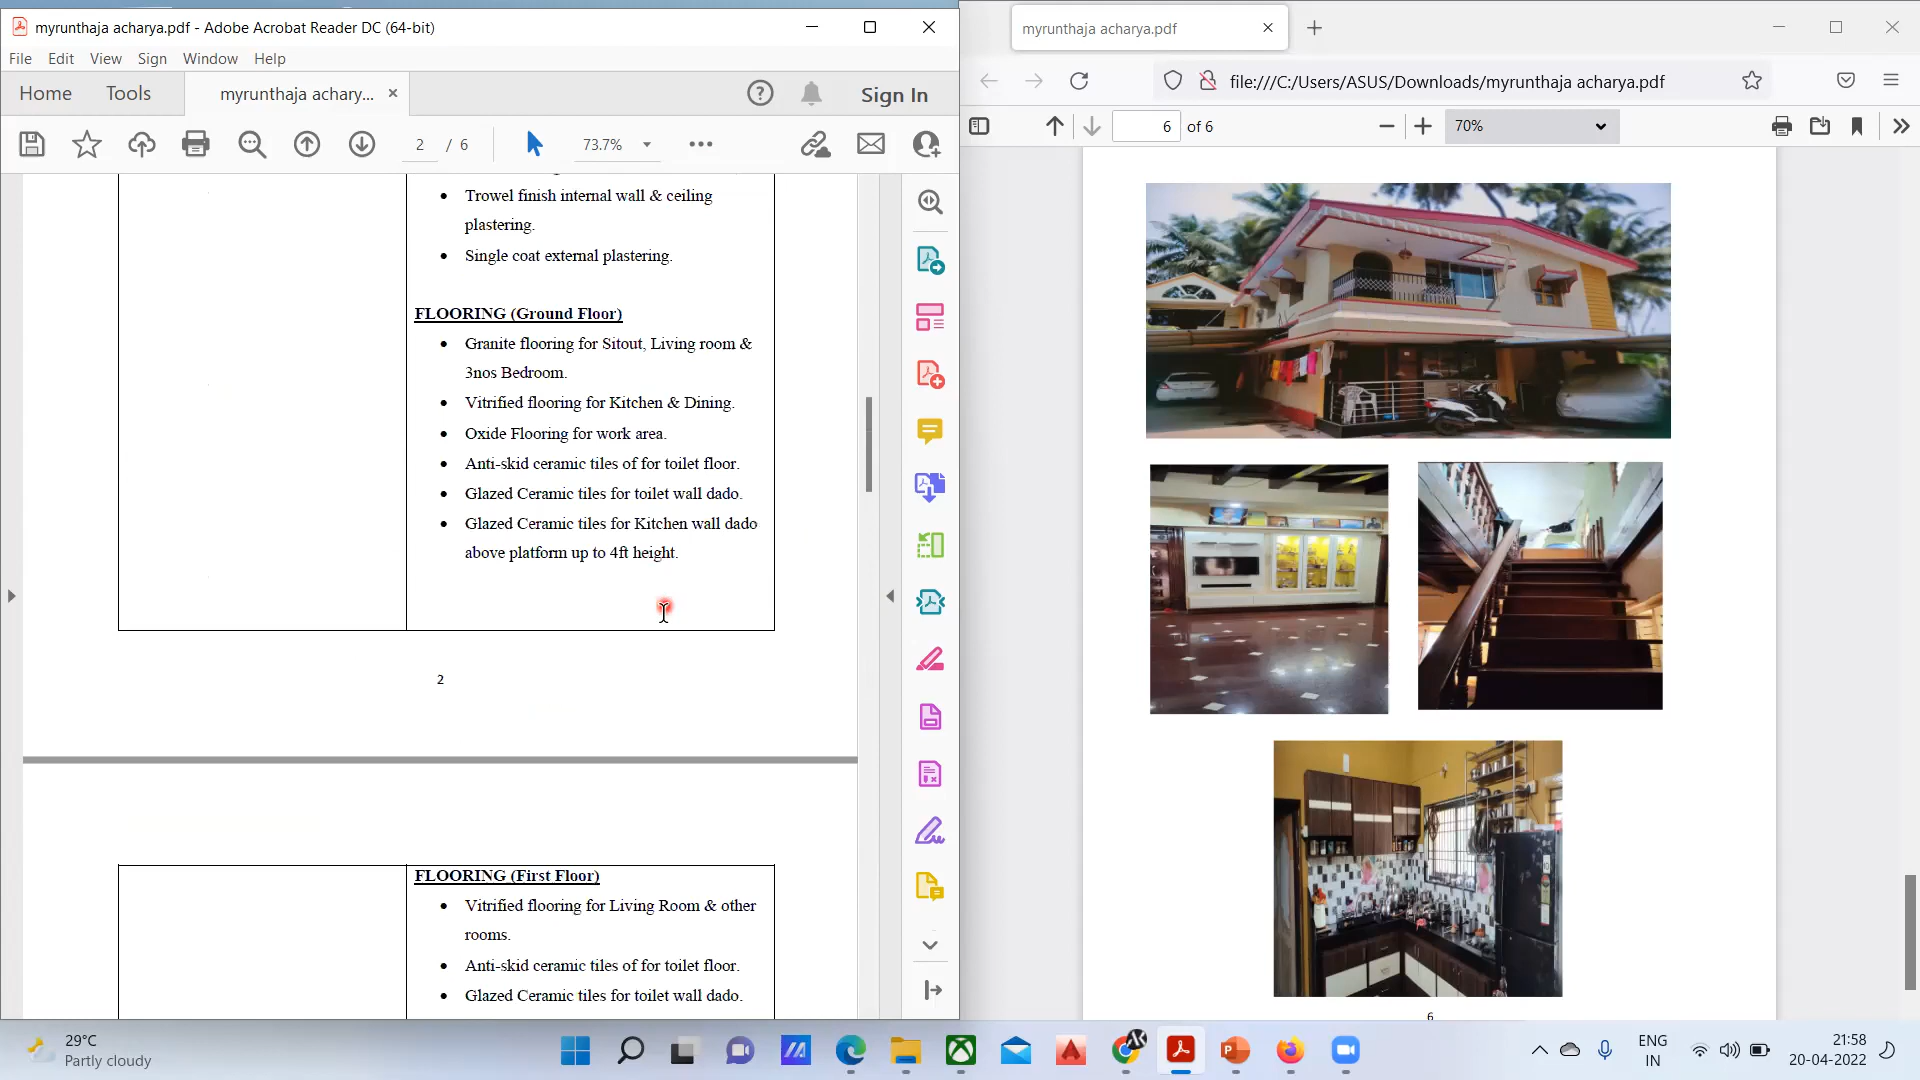 myrunthaja acharya.pdf - Adobe Acrobat Reader DC (64-bit)
File Edit View Sign Window Help
Home Tools myrunthaja achary... × Sign In
2 / 6 73.7%
• Trowel finish internal wall & ceiling
plastering.
• Single coat external plastering.
FLOORING (Ground Floor)
• Granite flooring for Sitout, Living room &
3nos Bedroom.
• Vitrified flooring for Kitchen & Dining.
• Oxide Flooring for work area.
• Anti-skid ceramic tiles of for toilet floor.
• Glazed Ceramic tiles for toilet wall dado.
• Glazed Ceramic tiles for Kitchen wall dado
above platform up to 4ft height.
2
FLOORING (First Floor)
• Vitrified flooring for Living Room & other
rooms.
• Anti-skid ceramic tiles of for toilet floor.
• Glazed Ceramic tiles for toilet wall dado.
myrunthaja acharya.pdf
file:///C:/Users/ASUS/Downloads/myrunthaja acharya.pdf
6 of 6 70%
6
29°C
Partly cloudy
ENG
IN
21:58
20-04-2022